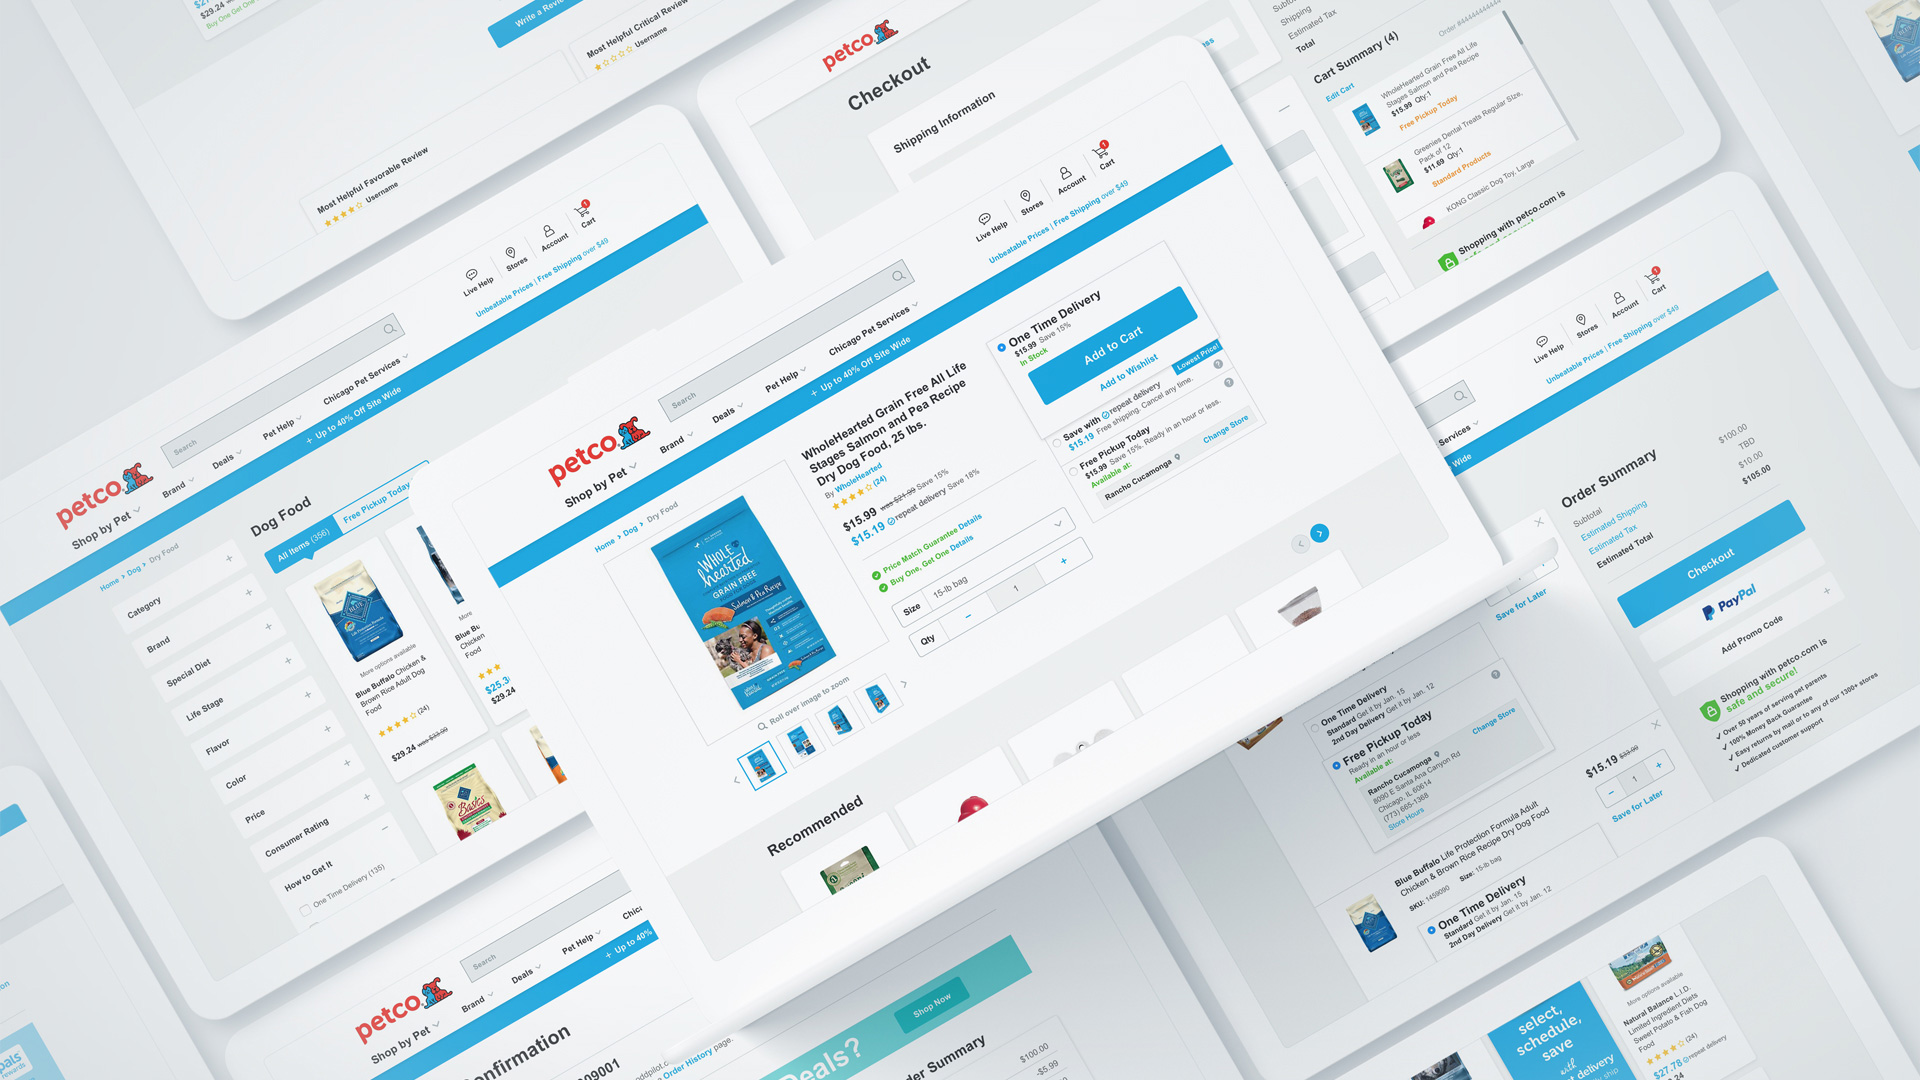 $29.24
Buy One Get One
Write a Review
Most Helpful Critical Review
Username
Most Helpful Favorable Review
Username
petco
Checkout
Shipping Information
Shipping
Estimated Tax
Total
Order #
Cart Summary (4)
Edit Cart
WholeHearted Grain Free All Life
Stages Salmon and Pea Recipe
$15.99 Qty:1
Free Pickup Today
Greenies Dental Treats Regular Size,
Pack of 12
$11.69 Qty:1
Standard Products
KONG Classic Dog Toy, Large
Shopping with petco.com is
Live Help
Stores
Account
1
Cart
Unbeatable Prices | Free Shipping over $49
petco
Search
Shop by Pet
Brand
Deals
Pet Help
Chicago Pet Services
+ Up to 40% Off Site Wide
Home > Dog > Dry Food
Dog Food
All Items (356)
Free Pickup Today
Category
Brand
Special Diet
Life Stage
Flavor
Color
Price
Consumer Rating
How to Get It
One Time Delivery (135)
BLUE
More options available
Blue Buffalo Chicken &
Brown Rice Adult Dog
Food
(24)
$29.24 was $33.99
More
Blue Bu
Chicken
Food
$25.3
$29.24
Basics
Live Help
Stores
Account
1
Cart
Unbeatable Prices | Free Shipping over $49
petco
Search
Shop by Pet
Brand
Deals
Pet Help
Chicago Pet Services
+ Up to 40% Off Site Wide
Home > Dog > Dry Food
WHOLE
hearted
GRAIN FREE
Salmon & Pea Recipe
Roll over image to zoom
WholeHearted Grain Free All Life
Stages Salmon and Pea Recipe
Dry Dog Food, 25 lbs.
By WholeHearted
(24)
$15.99 was $21.99 Save 15%
$15.19 repeat delivery Save 18%
Price Match Guarantee Details
Buy One, Get One Details
Size
15-lb bag
Qty
1
One Time Delivery
$15.99 Save 15%
In Stock
Add to Cart
Add to Wishlist
Lowest Price!
Save with repeat delivery
$15.19 Free shipping. Cancel any time.
Free Pickup Today
$15.99 Save 15%. Ready in an hour or less.
Available at:
Rancho Cucamonga
Change Store
Recommended
Live Help
Stores
Account
1
Cart
Unbeatable Prices | Free Shipping over $49
Services
Wide
Order Summary
Subtotal
$100.00
Estimated Shipping
TBD
Estimated Tax
$10.00
Estimated Total
$105.00
Checkout
PayPal
Add Promo Code
Shopping with petco.com is
safe and secure!
Over 50 years of serving pet parents
100% Money Back Guarantee
Easy returns by mail or to any of our 1300+ stores
Dedicated customer support
Save for Later
One Time Delivery
Standard Get it by Jan. 15
2nd Day Delivery Get it by Jan. 12
Free Pickup Today
Ready in an hour or less
Available at:
Rancho Cucamonga
8090 E Santa Ana Canyon Rd
Chicago, IL 60614
(773) 665-1368
Store Hours
Change Store
$15.19 $33.99
1
Save for Later
Blue Buffalo Life Protection Formula Adult
Chicken & Brown Rice Recipe Dry Dog Food
SKU: 1459090 Size: 15-lb bag
One Time Delivery
Standard Get it by Jan. 15
2nd Day Delivery Get it by Jan. 12
petco
Search
Shop by Pet
Brand
Deals
Pet Help
Chica
+ Up to 40%
onfirmation
09001
Order History page.
Deals?
Shop Now
der Summary
$100.00
-$5.99
select,
schedule,
save
with
More options available
Natural Balance L.I.D.
Limited Ingredient Diets
Sweet Potato & Fish Dog
Food
(24)
$27.78 repeat delivery
pals
rewards